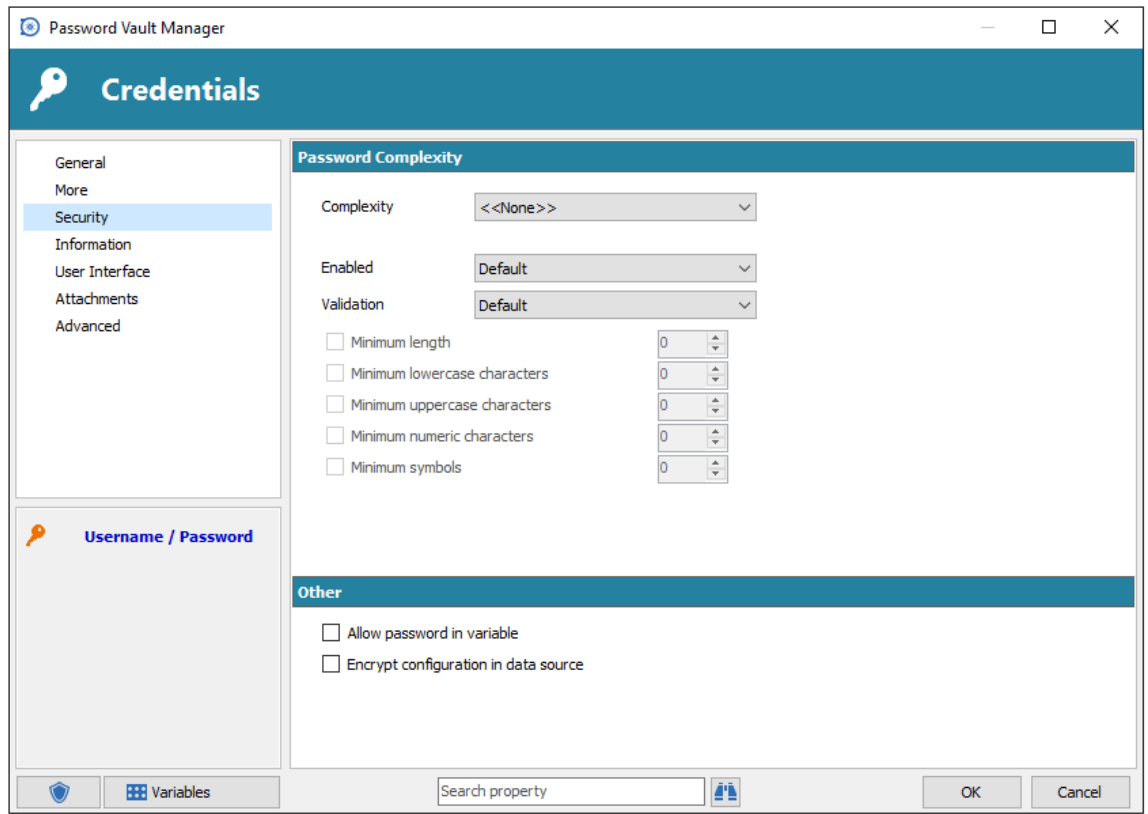 Password Vault Manager
Credentials
General
More
Security
Information
User Interface
Attachments
Advanced
Username / Password
Password Complexity
Complexity <<None>>
Enabled Default
Validation Default
Minimum length 0
Minimum lowercase characters 0
Minimum uppercase characters 0
Minimum numeric characters 0
Minimum symbols 0
Other
Allow password in variable
Encrypt configuration in data source
Variables Search property OK Cancel